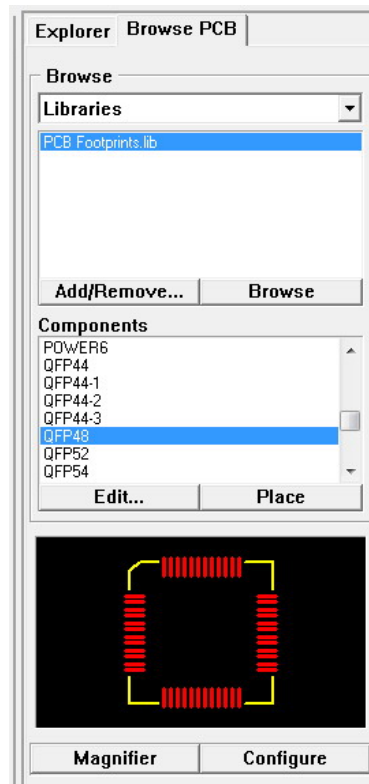 Explorer Browse PCB
Browse
Libraries
PCB Footprints.lib
Add/Remove... Browse
Components
POWER6
QFP44
QFP44-1
QFP44-2
QFP44-3
QFP48
QFP52
QFP54
Edit... Place
Magnifier Configure